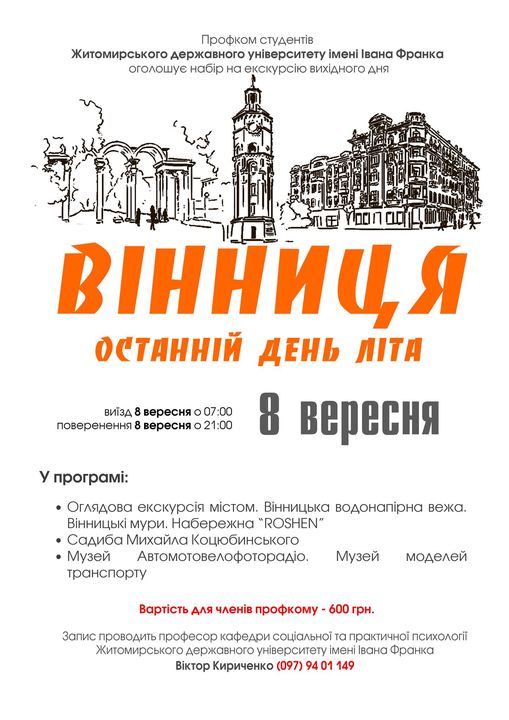 Профком студентів
Житомирського державного університету імені Івана Франка
оголошує набір на екскурсію вихідного дня
ВІННИЦЯ
ОСТАННІЙ ДЕНЬ ЛІТА
виїзд 8 вересня о 07:00
поверенення 8 вересня о 21:00
8 вересня
У програмі:
• Оглядова екскурсія містом. Вінницька водонапірна вежа.
Вінницькі мури. Набережна “ROSHEN”
• Садиба Михайла Коцюбинського
• Музей Автомотовелофоторадіо. Музей моделей
транспорту
Вартість для членів профкому - 600 грн.
Запис проводить професор кафедри соціальної та практичної психології
Житомирського державного університету імені Івана Франка
Віктор Кириченко (097) 94 01 149